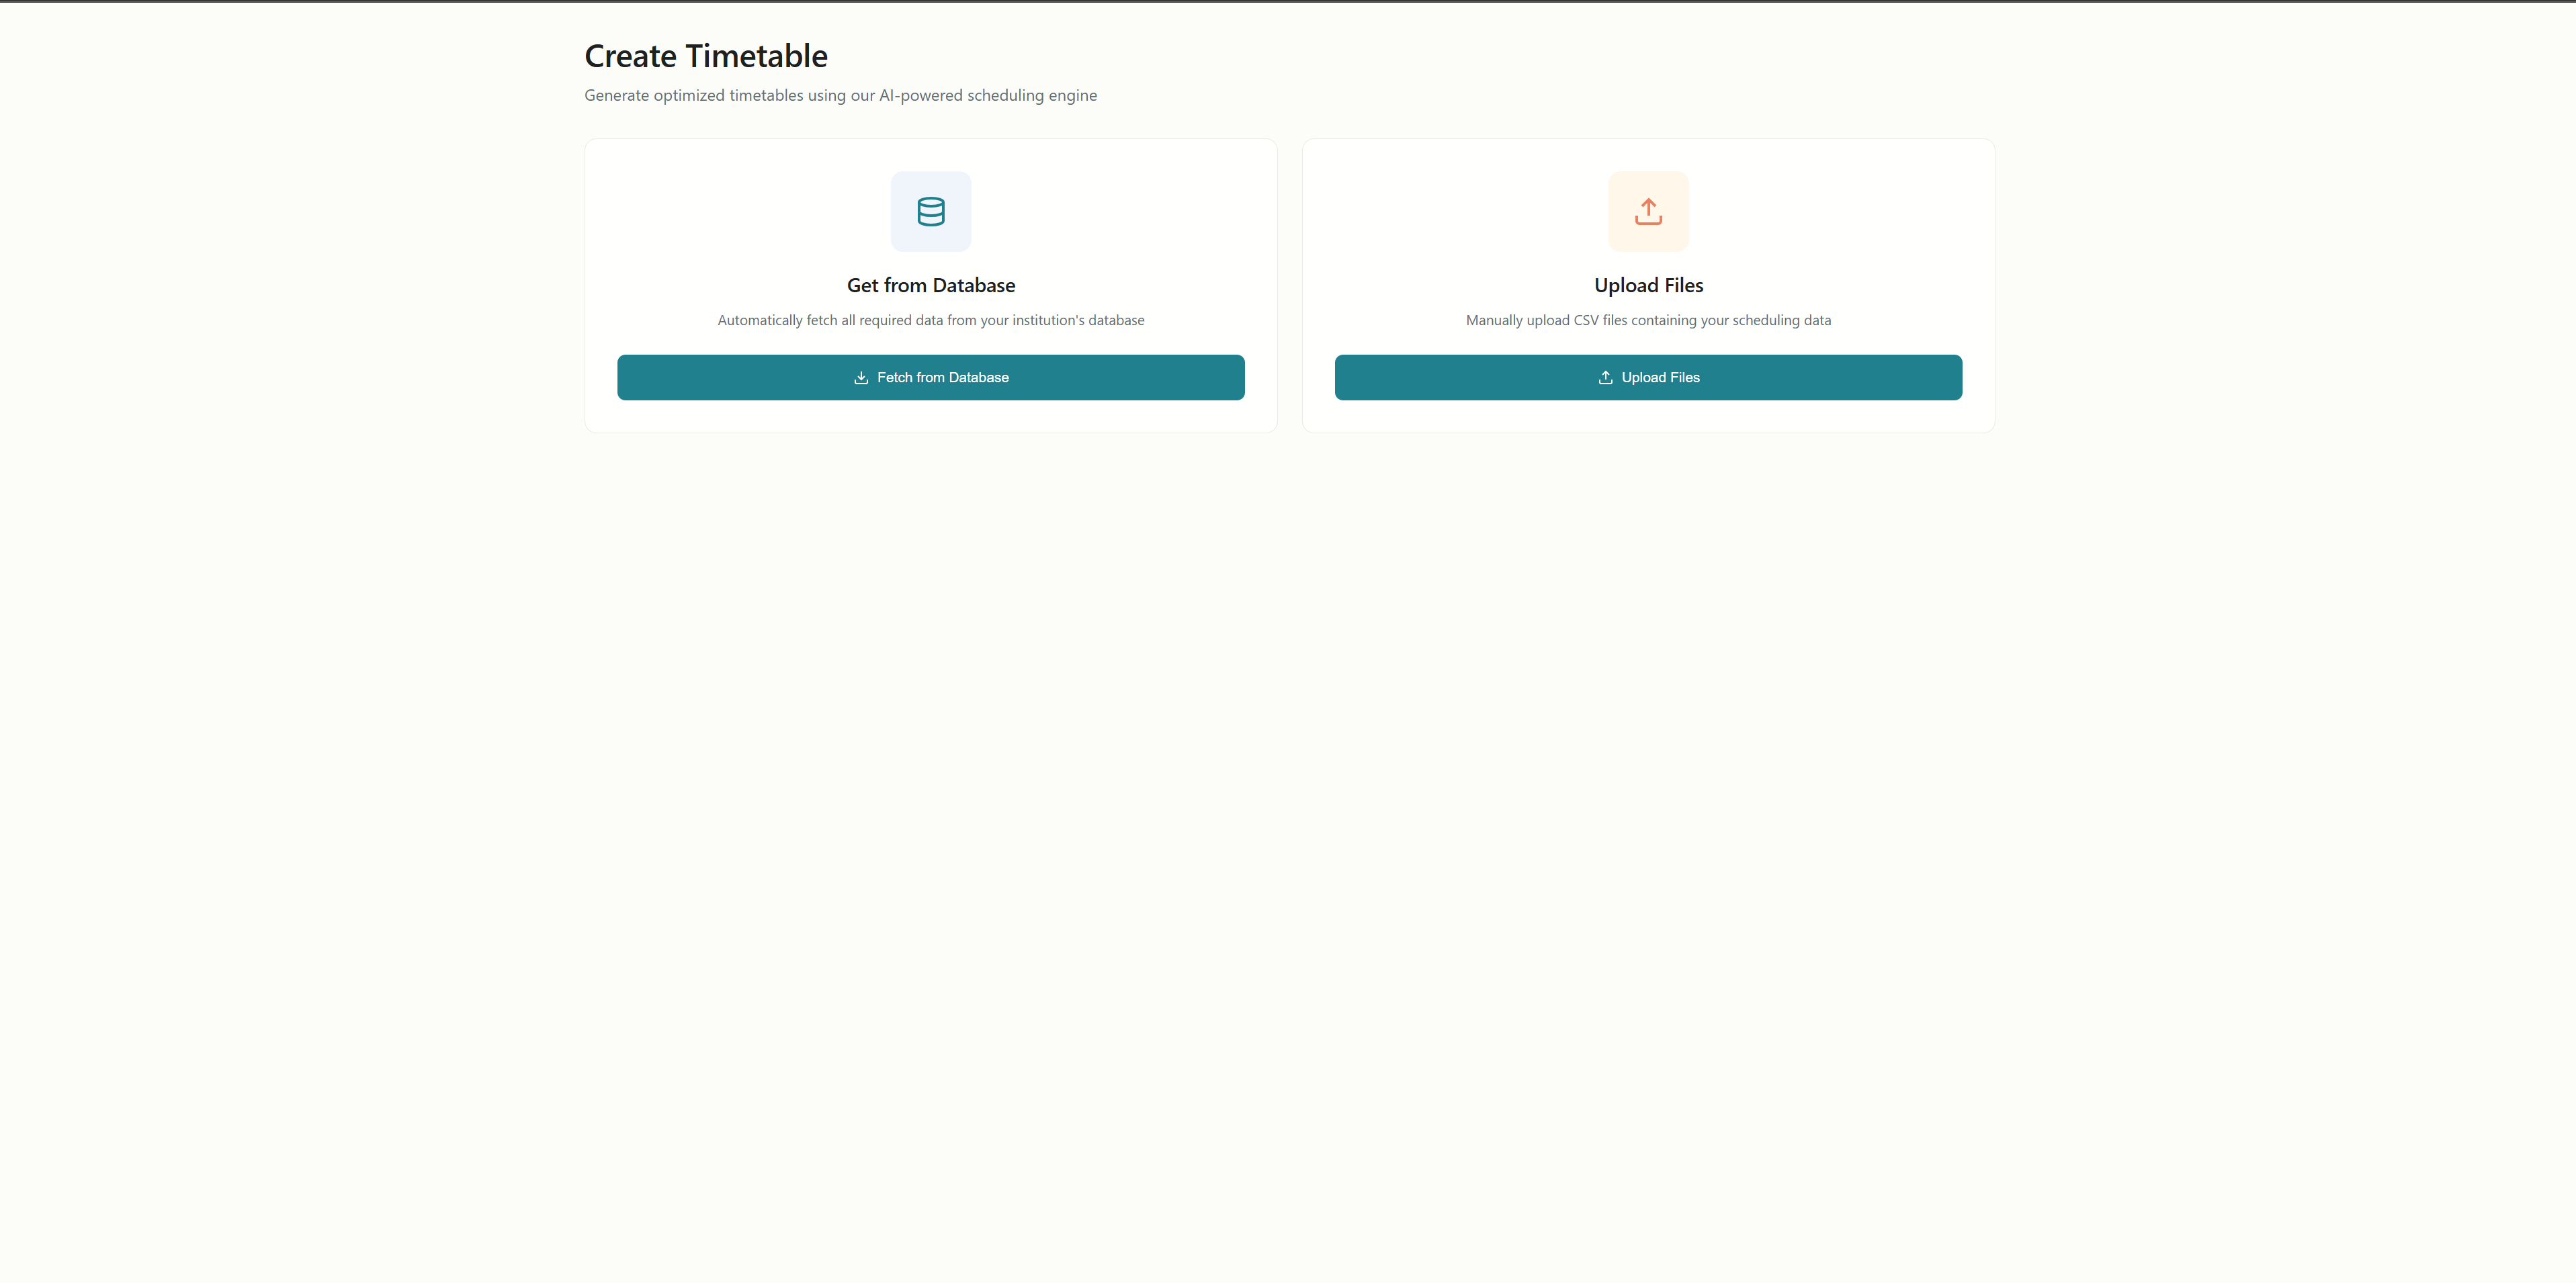 Create Timetable
Generate optimized timetables using our AI-powered scheduling engine
Get from Database
Automatically fetch all required data from your institution's database
Fetch from Database
Upload Files
Manually upload CSV files containing your scheduling data
Upload Files